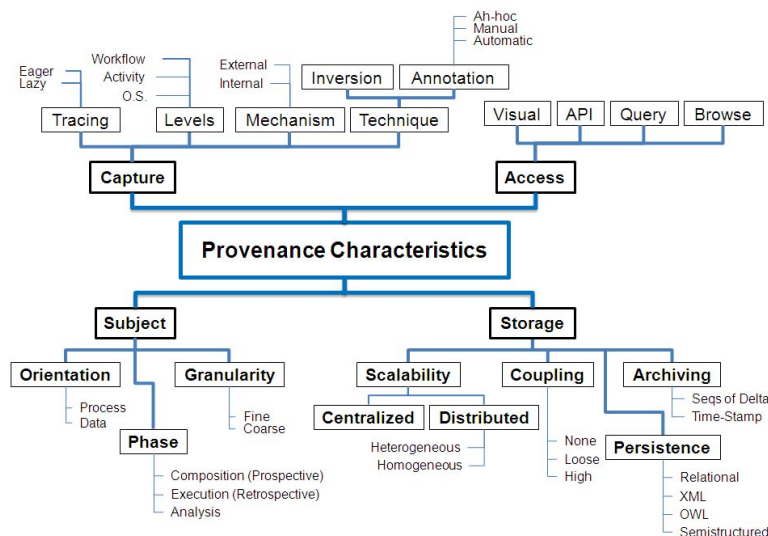 Ah-hoc
Manual
Automatic
Workflow
Activity
O.S.
Eager
Lazy
External
Internal
Inversion
Annotation
Tracing
Levels
Mechanism
Technique
Visual
API
Query
Browse
Capture
Access
Provenance Characteristics
Subject
Storage
Orientation
Granularity
Process
Data
Fine
Coarse
Phase
Composition (Prospective)
Execution (Retrospective)
Analysis
Scalability
Coupling
Archiving
Centralized
Distributed
Heterogeneous
Homogeneous
None
Loose
High
Seqs of Delta
Time-Stamp
Persistence
Relational
XML
OWL
Semistructured